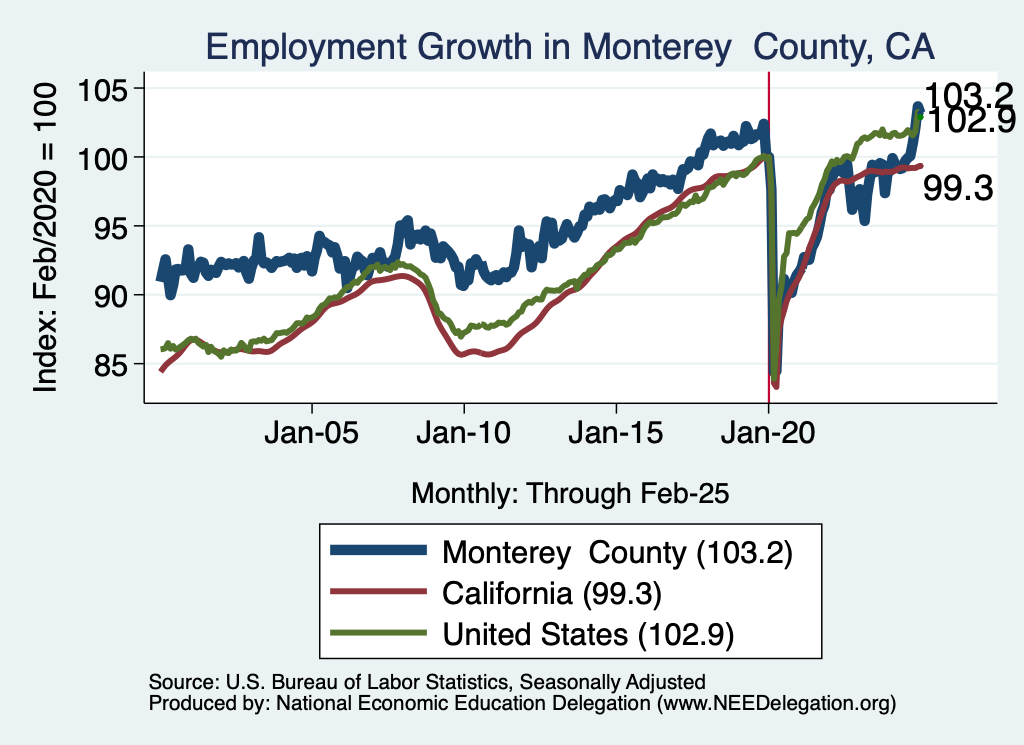 Employment Growth in Monterey  County, CA
Index: Feb/2020 = 100
105
100
95
90
85
103.2
102.9
99.3
Jan-05 Jan-10 Jan-15 Jan-20
Monthly: Through Feb-25
Monterey  County (103.2)
California (99.3)
United States (102.9)
Source: U.S. Bureau of Labor Statistics, Seasonally Adjusted
Produced by: National Economic Education Delegation (www.NEEDelegation.org)